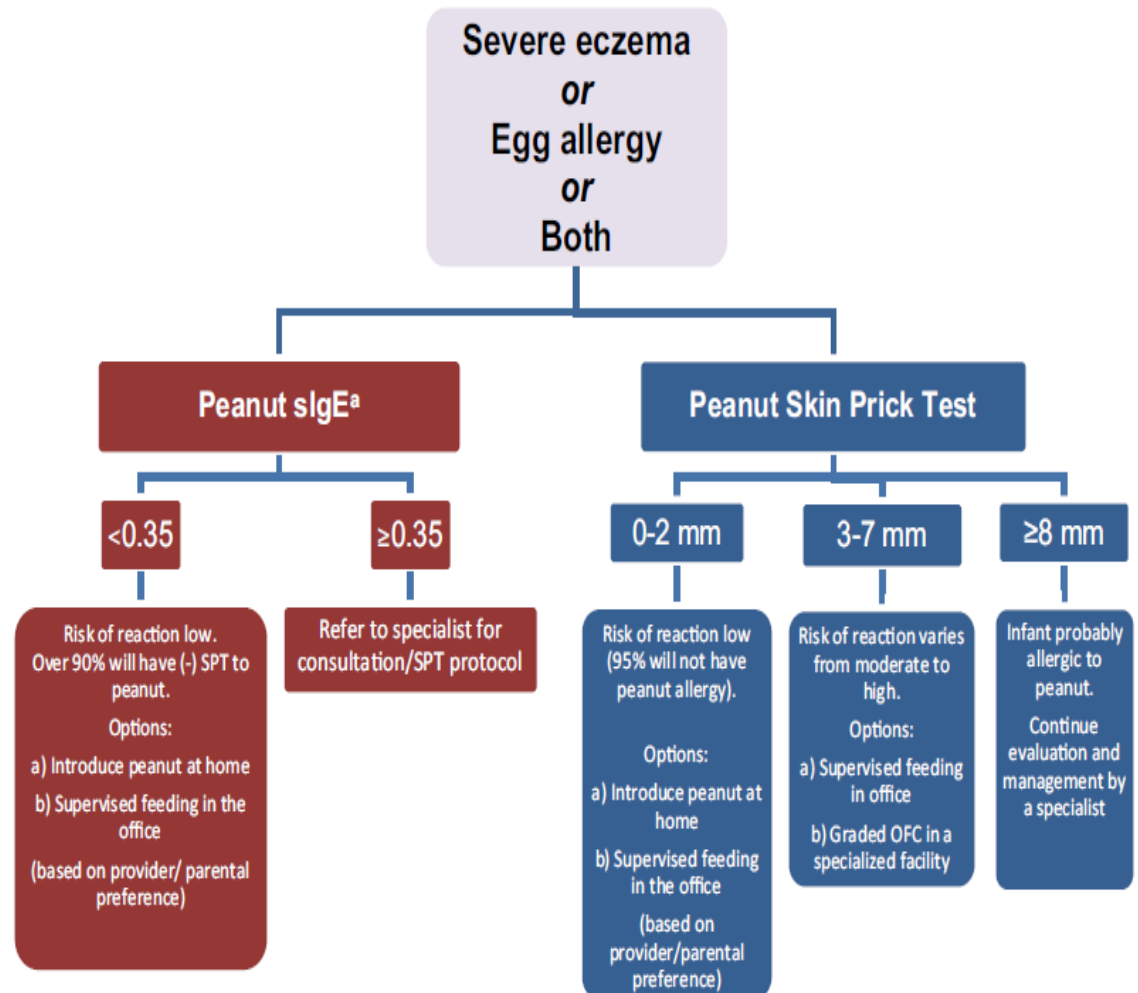 Severe eczema
or
Egg allergy
or
Both
Peanut sIgEᵃ
Peanut Skin Prick Test
<0.35
≥0.35
0-2 mm
3-7 mm
≥8 mm
Risk of reaction low.
Over 90% will have (-) SPT to
peanut.
Options:
a) Introduce peanut at home
b) Supervised feeding in the
office
(based on provider/ parental
preference)
Refer to specialist for
consultation/SPT protocol
Risk of reaction low
(95% will not have
peanut allergy).
Options:
a) Introduce peanut at
home
b) Supervised feeding
in the office
(based on
provider/parental
preference)
Risk of reaction varies
from moderate to
high.
Options:
a) Supervised feeding
in office
b) Graded OFC in a
specialized facility
Infant probably
allergic to
peanut.
Continue
evaluation and
management by
a specialist